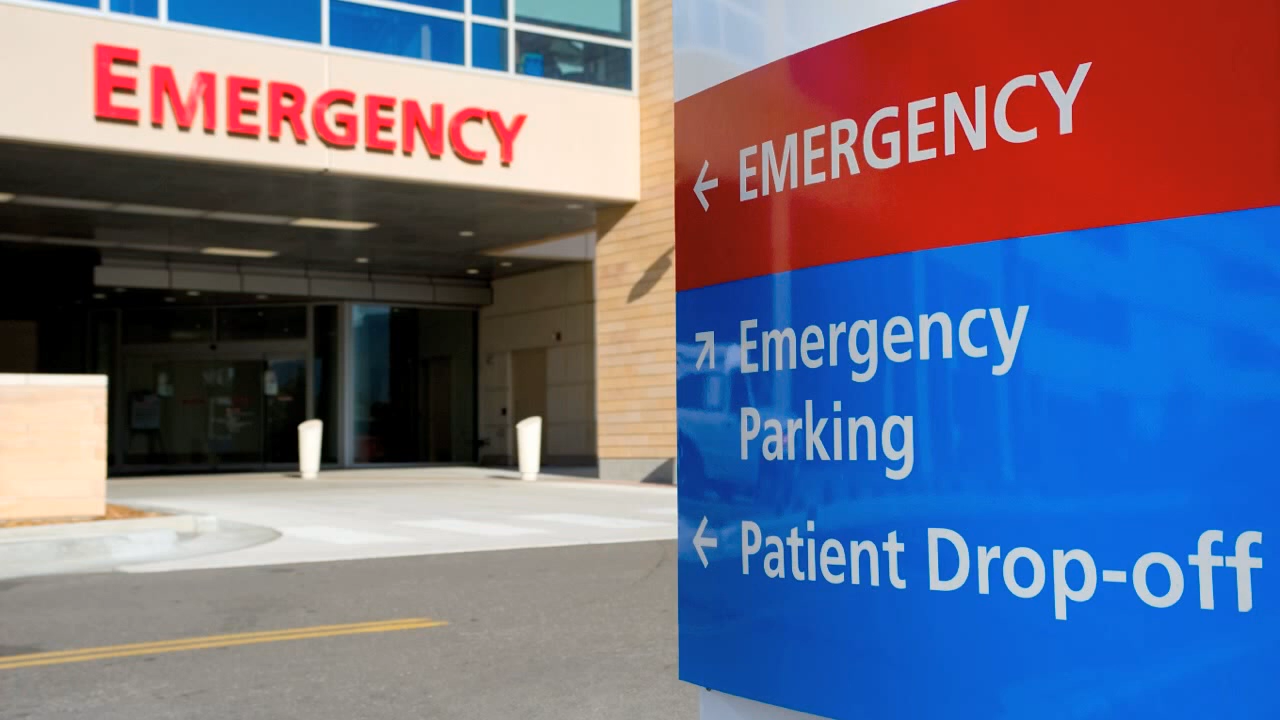 EMERGENCY
← EMERGENCY
↗ Emergency
Parking
← Patient Drop-off